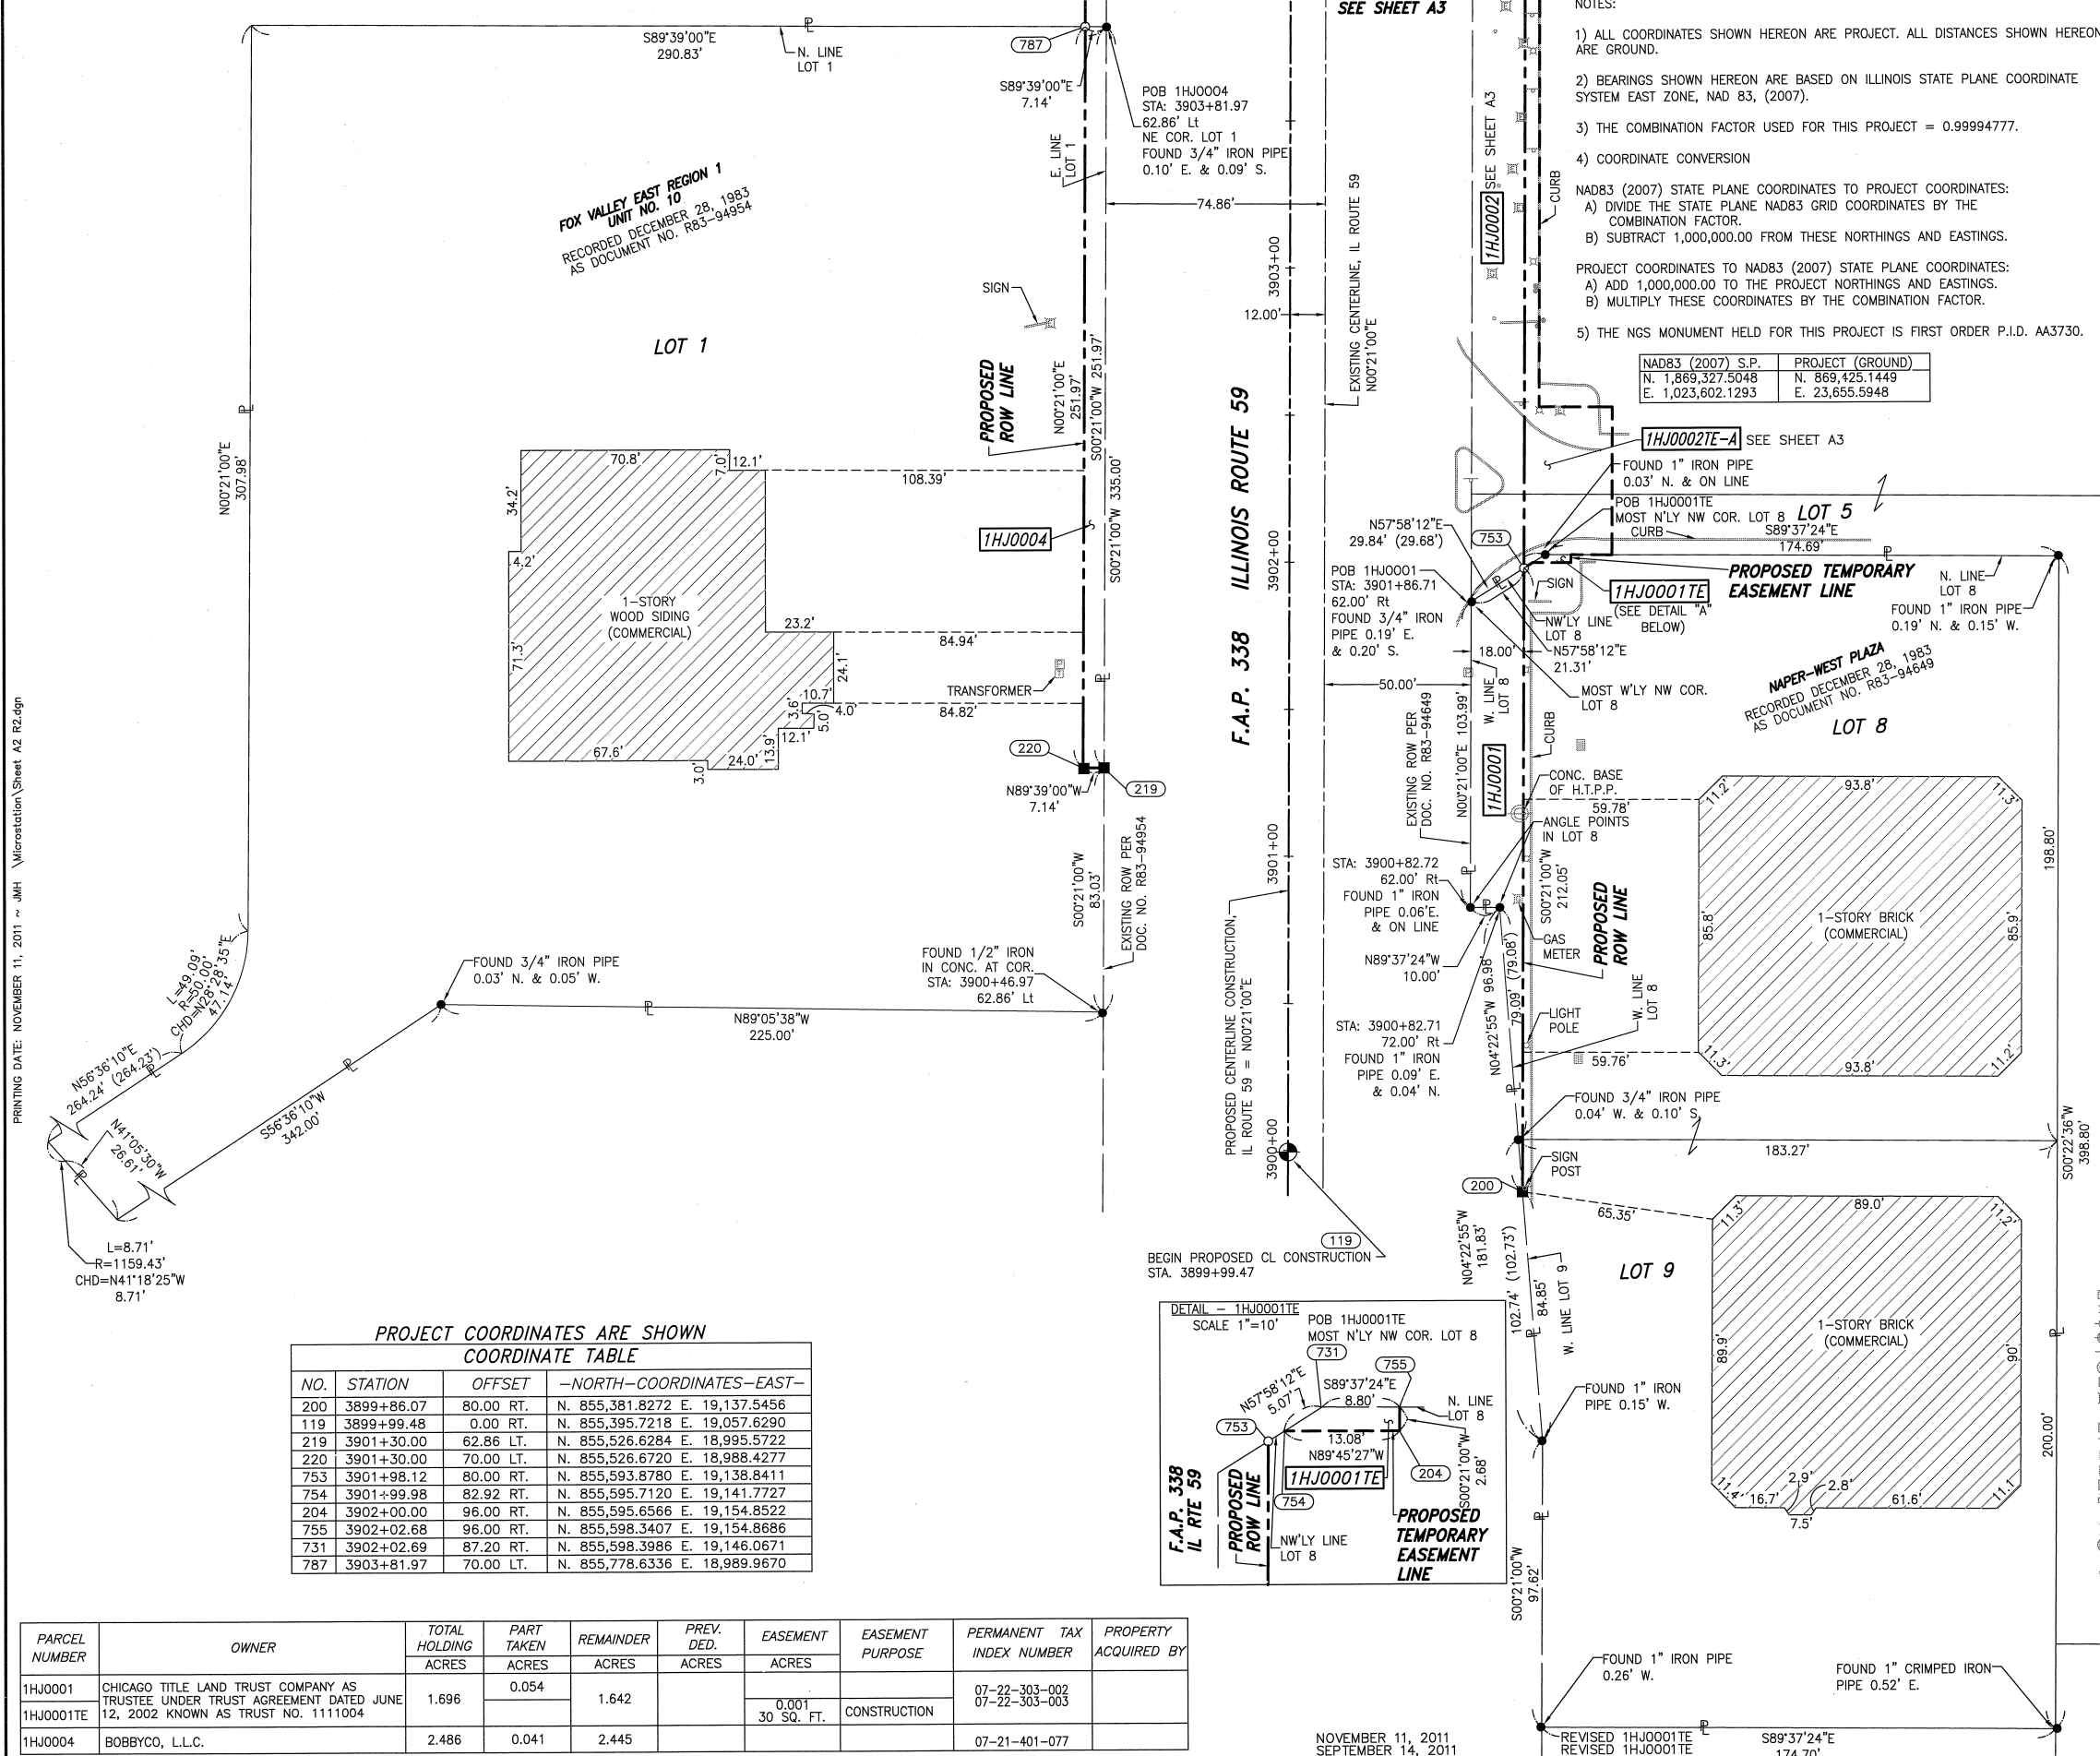 SEE SHEET A3
S89°39'00"E
290.83'
N. LINE
LOT 1
787
S89°39'00"E
7.14'
E. LINE
LOT 1
POB 1HJ0004
STA: 3903+81.97
62.86' Lt
NE COR. LOT 1
FOUND 3/4" IRON PIPE
0.10' E. & 0.09' S.
74.86'
12.00'
3903+00
EXISTING CENTERLINE, IL ROUTE 59
N00°21'00"E
1HJ0002 SEE SHEET A3
CURB
NOTES:
1) ALL COORDINATES SHOWN HEREON ARE PROJECT. ALL DISTANCES SHOWN HEREON
ARE GROUND.
2) BEARINGS SHOWN HEREON ARE BASED ON ILLINOIS STATE PLANE COORDINATE
SYSTEM EAST ZONE, NAD 83, (2007).
3) THE COMBINATION FACTOR USED FOR THIS PROJECT = 0.99994777.
4) COORDINATE CONVERSION
NAD83 (2007) STATE PLANE COORDINATES TO PROJECT COORDINATES:
A) DIVIDE THE STATE PLANE NAD83 GRID COORDINATES BY THE
COMBINATION FACTOR.
B) SUBTRACT 1,000,000.00 FROM THESE NORTHINGS AND EASTINGS.
PROJECT COORDINATES TO NAD83 (2007) STATE PLANE COORDINATES:
A) ADD 1,000,000.00 TO THE PROJECT NORTHINGS AND EASTINGS.
B) MULTIPLY THESE COORDINATES BY THE COMBINATION FACTOR.
5) THE NGS MONUMENT HELD FOR THIS PROJECT IS FIRST ORDER P.I.D. AA3730.
NAD83 (2007) S.P. PROJECT (GROUND)
N. 1,869,327.5048 N. 869,425.1449
E. 1,023,602.1293 E. 23,655.5948
FOX VALLEY EAST REGION 1
UNIT NO. 10
RECORDED DECEMBER 28, 1983
AS DOCUMENT NO. R83-94954
SIGN
LOT 1
PROPOSED
ROW LINE
N00°21'00"E
251.97'
S00°21'00"W 251.97'
S00°21'00"W 335.00'
N00°21'00"E
307.98'
70.8'
7.0'
12.1'
108.39'
34.2'
4.2'
1HJ0004
1-STORY
WOOD SIDING
(COMMERCIAL)
23.2'
84.94'
71.3'
24.1'
TRANSFORMER
10.7'
3.6'
4.0'
84.82'
5.0'
12.1'
13.9'
67.6'
24.0'
3.0'
220
219
N89°39'00"W
7.14'
S00°21'00"W
83.03'
EXISTING ROW PER
DOC. NO. R83-94954
FOUND 3/4" IRON PIPE
0.03' N. & 0.05' W.
FOUND 1/2" IRON
IN CONC. AT COR.
STA: 3900+46.97
62.86' Lt
N89°05'38"W
225.00'
L=49.09'
R=50.00'
CHD=N28°28'35"E
47.14'
N56°36'10"E
264.24' (264.23')
S56°36'10"W
342.00'
N41°05'30"W
26.61'
L=8.71'
R=1159.43'
CHD=N41°18'25"W
8.71'
PRINTING DATE: NOVEMBER 11, 2011 ~ JMH \Microstation\Sheet A2 R2.dgn
F.A.P. 338 ILLINOIS ROUTE 59
3902+00
3901+00
3900+00
PROPOSED CENTERLINE CONSTRUCTION,
IL ROUTE 59 = N00°21'00"E
119
BEGIN PROPOSED CL CONSTRUCTION
STA. 3899+99.47
1HJ0002TE-A SEE SHEET A3
FOUND 1" IRON PIPE
0.03' N. & ON LINE
POB 1HJ0001TE
MOST N'LY NW COR. LOT 8
LOT 5
CURB
S89°37'24"E
174.69'
N57°58'12"E
29.84' (29.68')
753
POB 1HJ0001
STA: 3901+86.71
62.00' Rt
FOUND 3/4" IRON
PIPE 0.19' E.
& 0.20' S.
SIGN
PROPOSED TEMPORARY
EASEMENT LINE
1HJ0001TE
(SEE DETAIL "A"
BELOW)
N. LINE
LOT 8
FOUND 1" IRON PIPE
0.19' N. & 0.15' W.
NW'LY LINE
LOT 8
N57°58'12"E
21.31'
18.00'
50.00'
MOST W'LY NW COR.
LOT 8
NAPER-WEST PLAZA
RECORDED DECEMBER 28, 1983
AS DOCUMENT NO. R83-94649
LOT 8
W. LINE
LOT 8
EXISTING ROW PER
DOC. NO. R83-94649
N00°21'00"E 103.99'
1HJ0001
CURB
CONC. BASE
OF H.T.P.P.
59.78'
ANGLE POINTS
IN LOT 8
STA: 3900+82.72
62.00' Rt
FOUND 1" IRON
PIPE 0.06'E.
& ON LINE
S00°21'00"W
212.05'
PROPOSED
ROW LINE
GAS
METER
N89°37'24"W
10.00'
N04°22'55"W 96.98'
79.09' (79.08')
W. LINE
LOT 8
STA: 3900+82.71
72.00' Rt
FOUND 1" IRON
PIPE 0.09' E.
& 0.04' N.
LIGHT
POLE
59.76'
11.2'
93.8'
11.3'
85.8'
1-STORY BRICK
(COMMERCIAL)
85.9'
11.3'
93.8'
11.2'
198.80'
FOUND 3/4" IRON PIPE
0.04' W. & 0.10' S.
183.27'
SIGN
POST
S00°22'36"W
398.80'
200
65.35'
N04°22'55"W
181.83'
102.74' (102.73')
84.85'
W. LINE LOT 9
LOT 9
11.3'
89.0'
11.2'
89.9'
1-STORY BRICK
(COMMERCIAL)
90'
11.4'
16.7'
2.9'
2.8'
7.5'
61.6'
11.1
FOUND 1" IRON
PIPE 0.15' W.
200.00'
S00°21'00"W
97.62'
FOUND 1" IRON PIPE
0.26' W.
FOUND 1" CRIMPED IRON
PIPE 0.52' E.
S89°37'24"E
174.70'
DETAIL - 1HJ0001TE
SCALE 1"=10'
POB 1HJ0001TE
MOST N'LY NW COR. LOT 8
731
755
N57°58'12"E
5.07'
S89°37'24"E
8.80'
N. LINE
LOT 8
753
13.08'
N89°45'27"W
1HJ0001TE
204
S00°21'00"W
2.68'
754
F.A.P. 338
IL RTE 59
PROPOSED
ROW LINE
NW'LY LINE
LOT 8
PROPOSED
TEMPORARY
EASEMENT
LINE
PROJECT COORDINATES ARE SHOWN
COORDINATE TABLE
NO. STATION OFFSET -NORTH-COORDINATES-EAST-
200 3899+86.07 80.00 RT. N. 855,381.8272 E. 19,137.5456
119 3899+99.48 0.00 RT. N. 855,395.7218 E. 19,057.6290
219 3901+30.00 62.86 LT. N. 855,526.6284 E. 18,995.5722
220 3901+30.00 70.00 LT. N. 855,526.6720 E. 18,988.4277
753 3901+98.12 80.00 RT. N. 855,593.8780 E. 19,138.8411
754 3901+99.98 82.92 RT. N. 855,595.7120 E. 19,141.7727
204 3902+00.00 96.00 RT. N. 855,595.6566 E. 19,154.8522
755 3902+02.68 96.00 RT. N. 855,598.3407 E. 19,154.8686
731 3902+02.69 87.20 RT. N. 855,598.3986 E. 19,146.0671
787 3903+81.97 70.00 LT. N. 855,778.6336 E. 18,989.9670
PARCEL NUMBER OWNER TOTAL HOLDING PART TAKEN REMAINDER PREV. DED. EASEMENT EASEMENT PURPOSE PERMANENT TAX INDEX NUMBER PROPERTY ACQUIRED BY
ACRES ACRES ACRES ACRES ACRES
1HJ0001 CHICAGO TITLE LAND TRUST COMPANY AS 0.054 07-22-303-002
TRUSTEE UNDER TRUST AGREEMENT DATED JUNE 1.696 1.642 07-22-303-003
1HJ0001TE 12, 2002 KNOWN AS TRUST NO. 1111004 0.001 CONSTRUCTION
30 SQ. FT.
1HJ0004 BOBBYCO, L.L.C. 2.486 0.041 2.445 07-21-401-077
NOVEMBER 11, 2011 REVISED 1HJ0001TE
SEPTEMBER 14, 2011 REVISED 1HJ0001TE